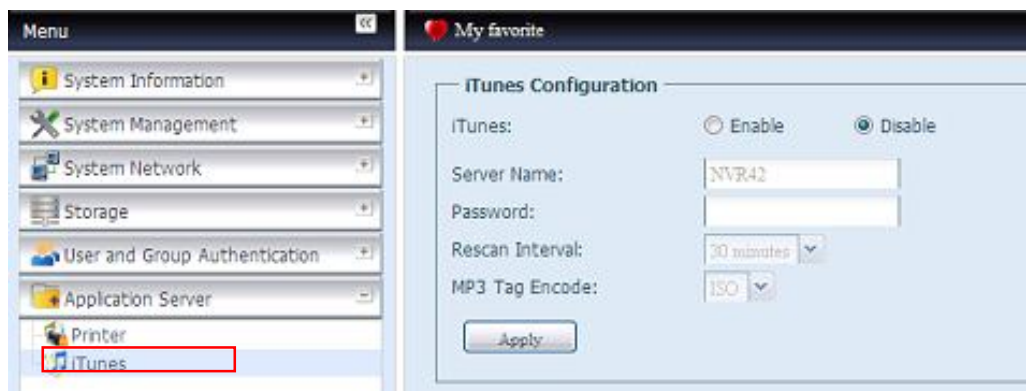 Menu
My favorite
System Information
System Management
System Network
Storage
User and Group Authentication
Application Server
Printer
iTunes
iTunes Configuration
iTunes: Enable Disable
Server Name: NVR42
Password:
Rescan Interval: 30 minutes
MP3 Tag Encode: ISO
Apply